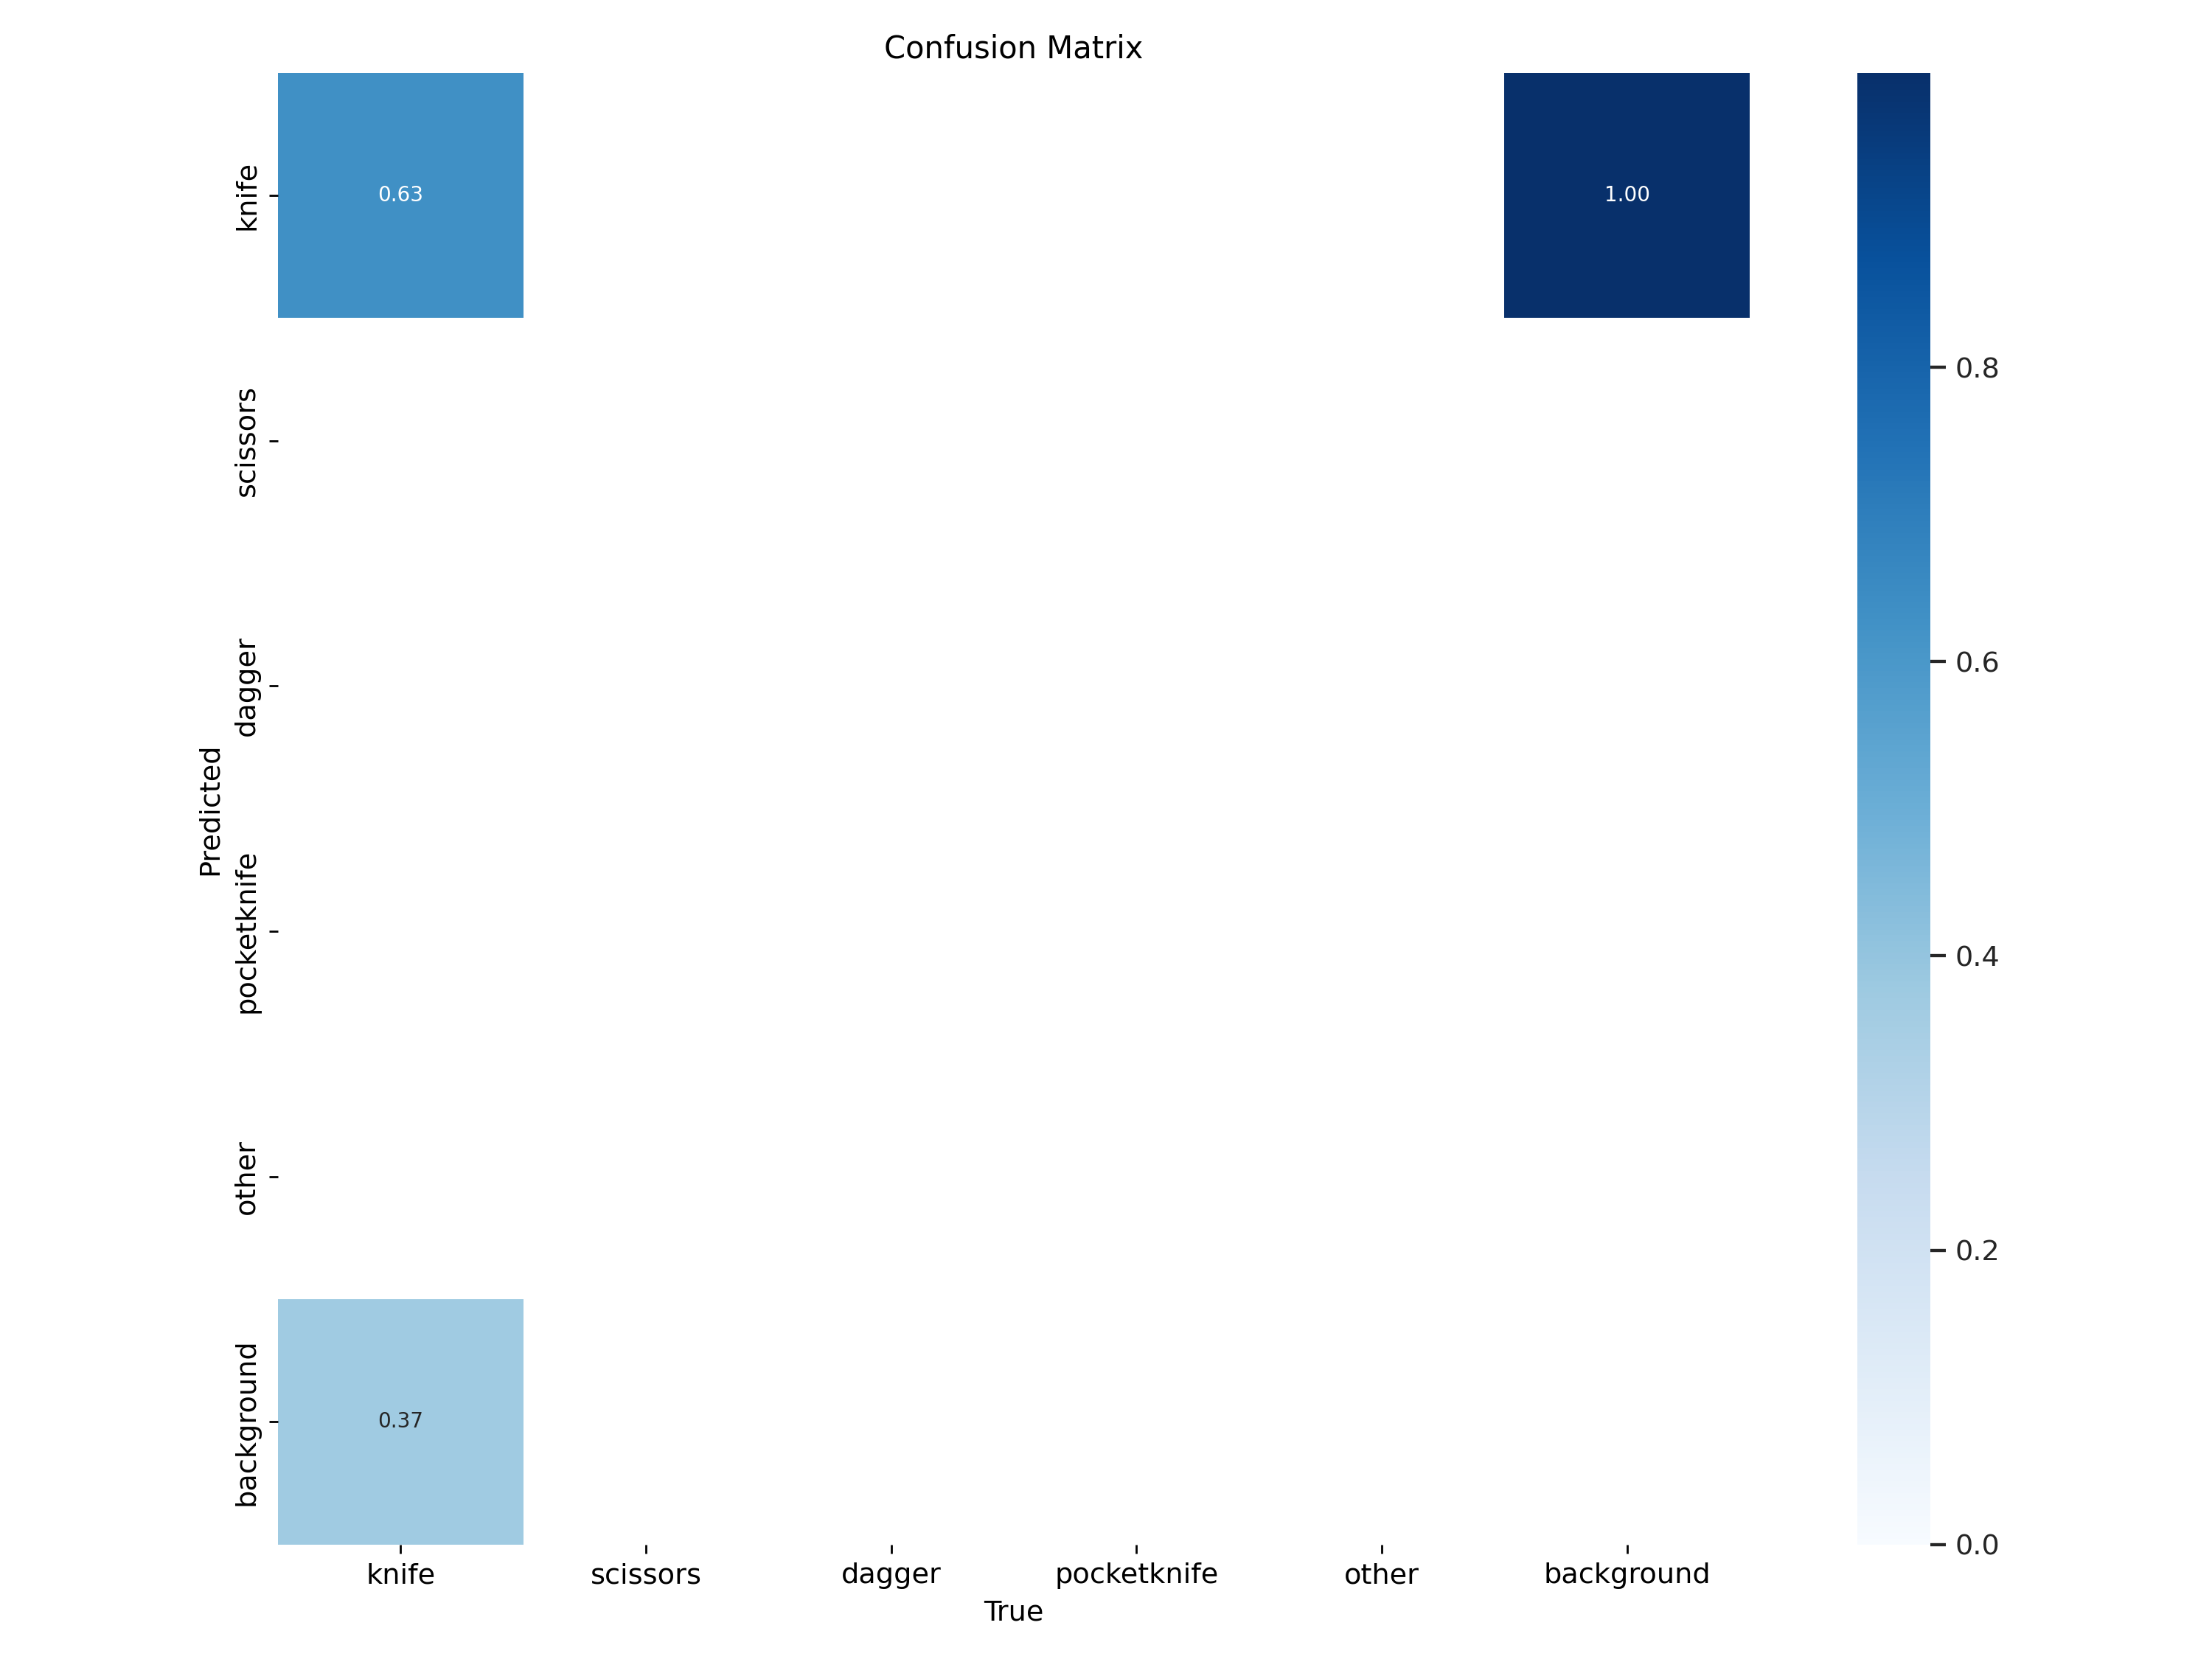 Confusion Matrix
knife
0.63
1.00
scissors
dagger
pocketknife
other
background
0.37
Predicted
knife scissors dagger pocketknife other background
True
0.8
0.6
0.4
0.2
0.0